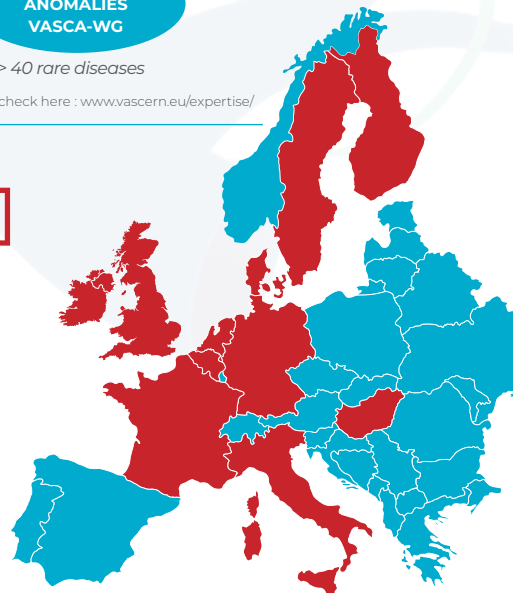 ANOMALIES
VASCA-WG
> 40 rare diseases
check here : www.vascern.eu/expertise/